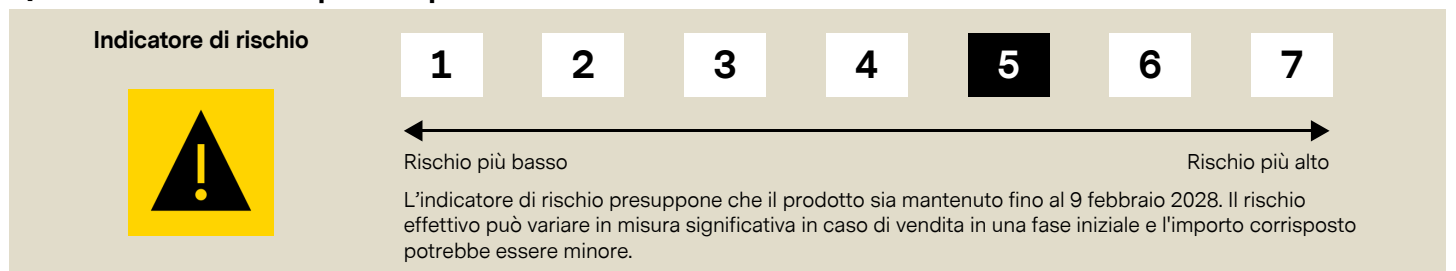 Indicatore di rischio
1 2 3 4 5 6 7
Rischio più basso Rischio più alto
L'indicatore di rischio presuppone che il prodotto sia mantenuto fino al 9 febbraio 2028. Il rischio
effettivo può variare in misura significativa in caso di vendita in una fase iniziale e l'importo corrisposto
potrebbe essere minore.